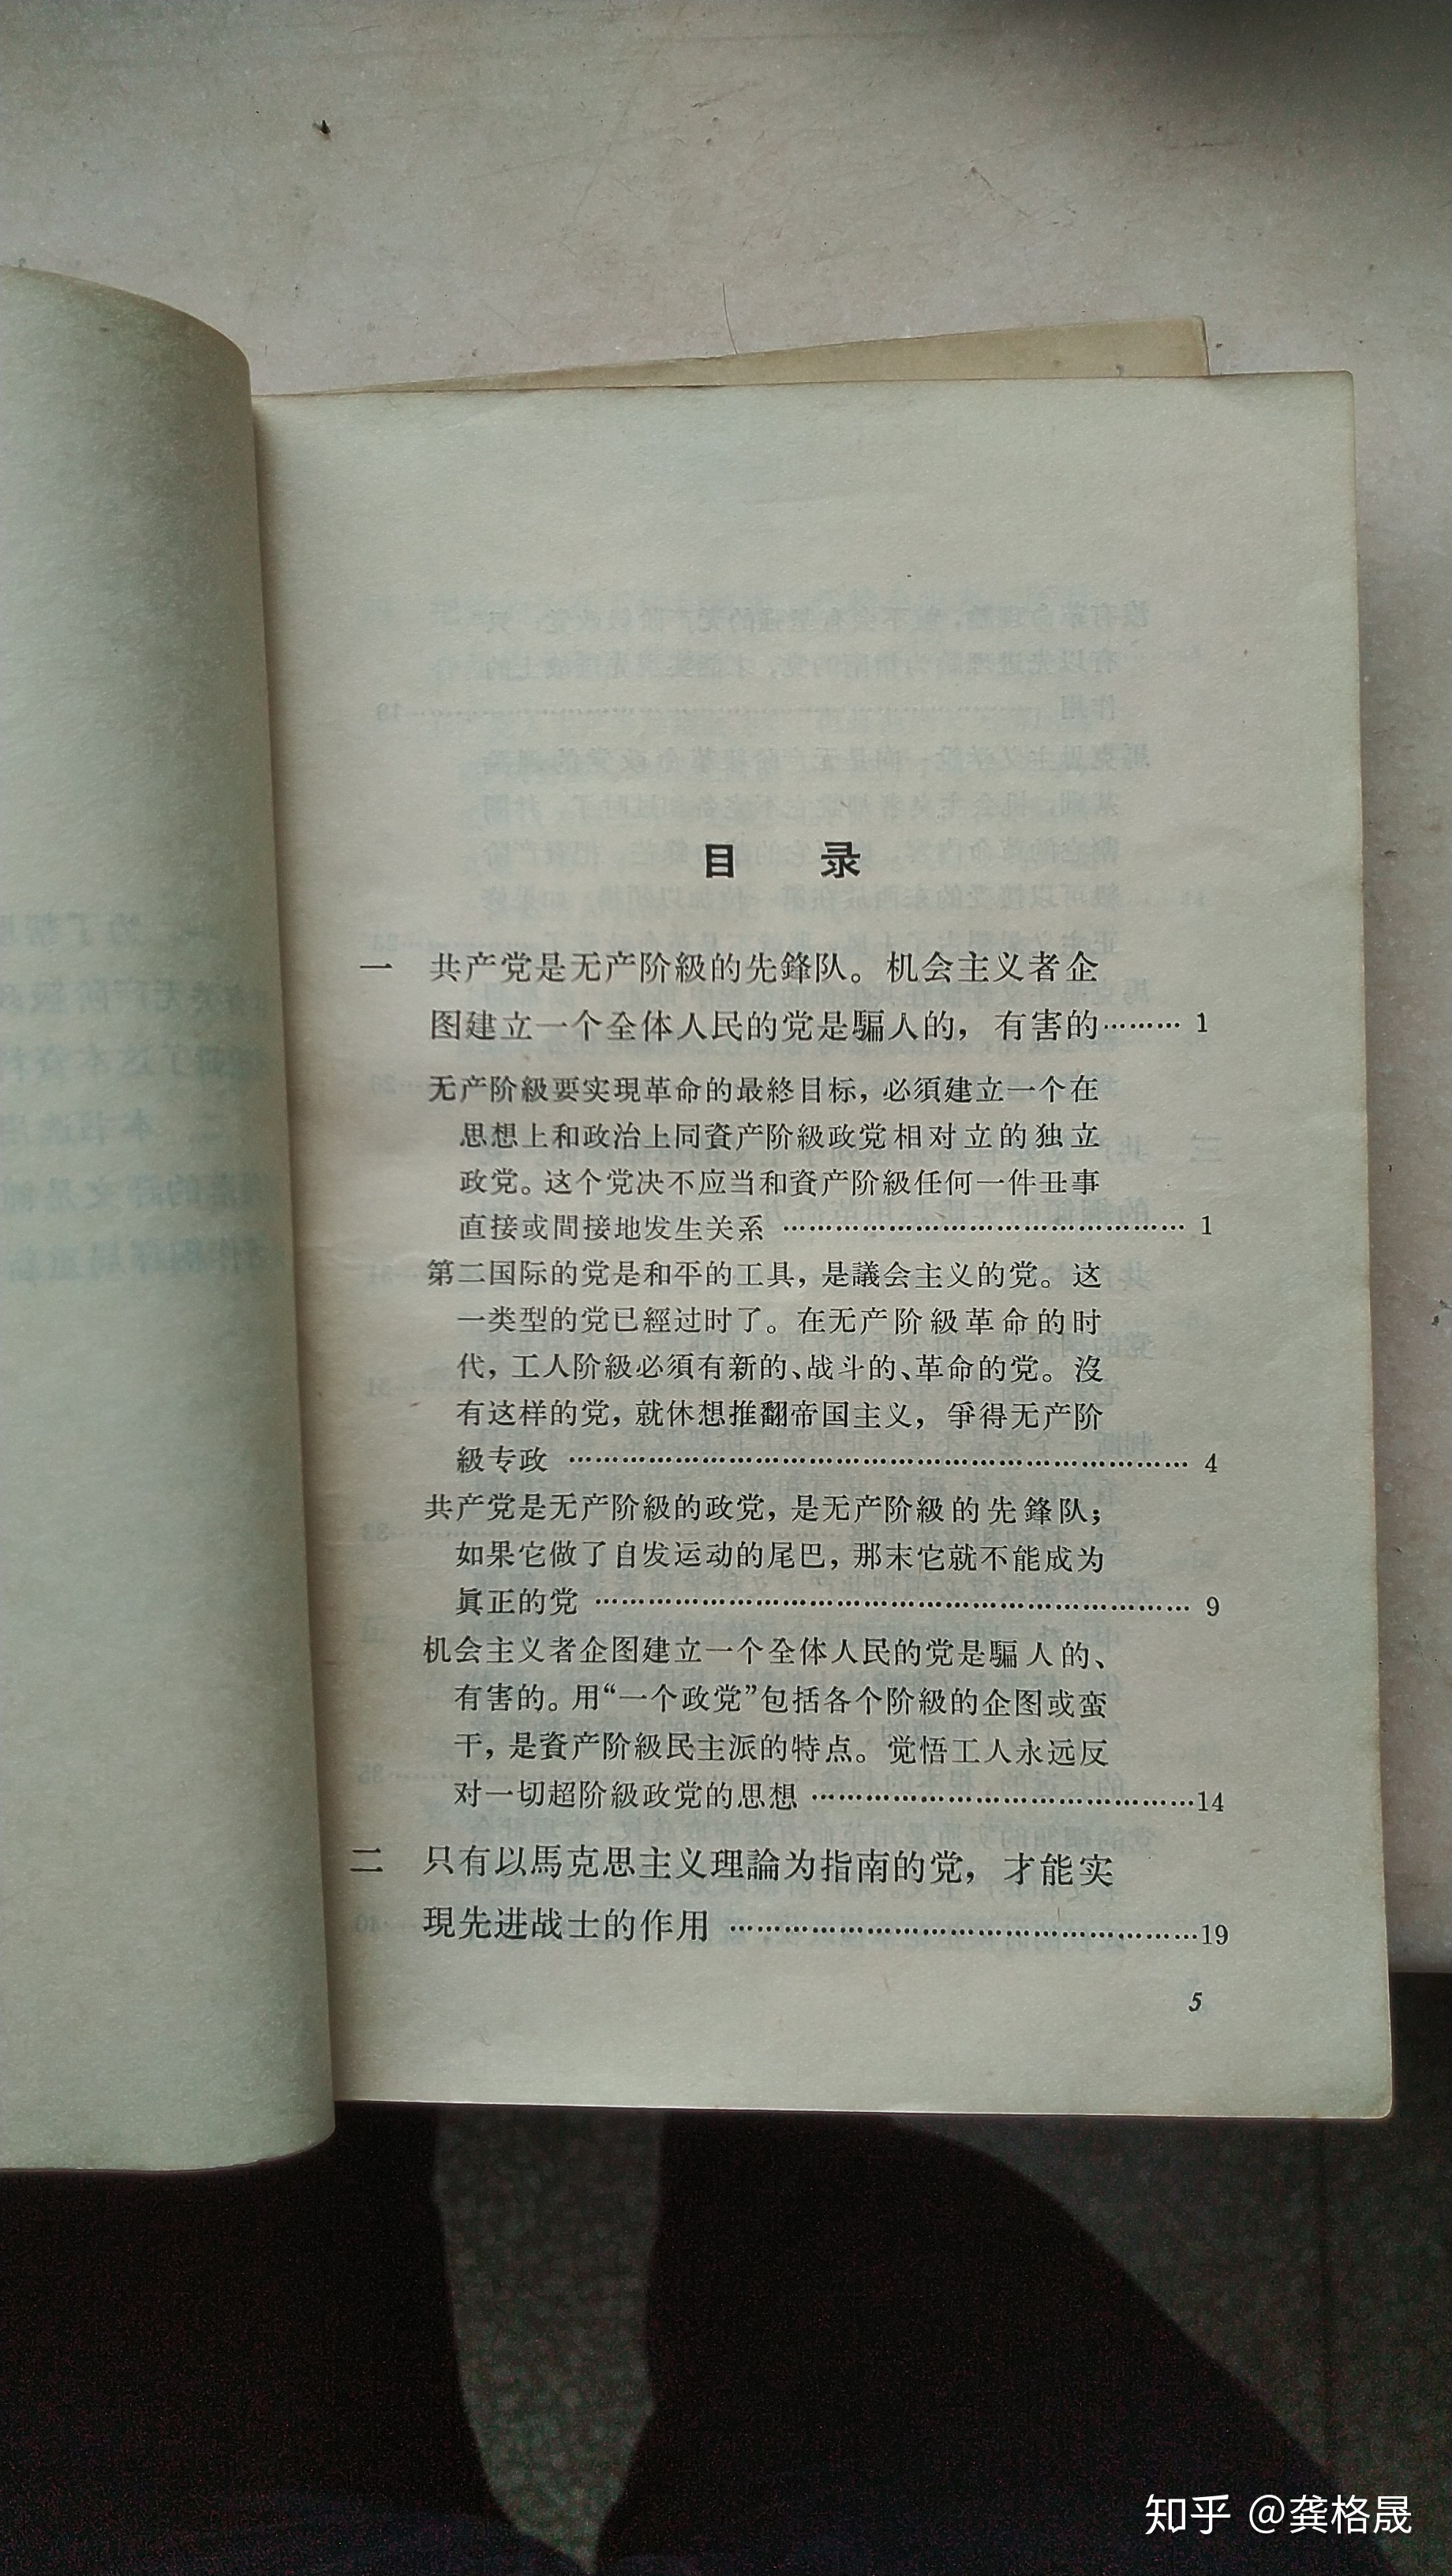 目 录
一 共产党是无产阶級的先鋒队。机会主义者企
图建立一个全体人民的党是騙人的，有害的……… 1
无产阶級要实現革命的最終目标，必須建立一个在
思想上和政治上同資产阶級政党相对立的独立
政党。这个党决不应当和資产阶級任何一件丑事
直接或間接地发生关系 ……………………………………… 1
第二国际的党是和平的工具，是議会主义的党。这
一类型的党已經过时了。在无产阶級革命的时
代，工人阶級必須有新的、战斗的、革命的党。沒
有这样的党，就休想推翻帝国主义，爭得无产阶
級专政 …………………………………………………………… 4
共产党是无产阶級的政党，是无产阶級的先鋒队；
如果它做了自发运动的尾巴，那末它就不能成为
眞正的党 ………………………………………………………… 9
机会主义者企图建立一个全体人民的党是騙人的、
有害的。用“一个政党”包括各个阶級的企图或蛮
干，是資产阶級民主派的特点。觉悟工人永远反
对一切超阶級政党的思想 ……………………………………14
二 只有以馬克思主义理論为指南的党，才能实
現先进战士的作用 ……………………………………………19
5
知乎 @龚格晟